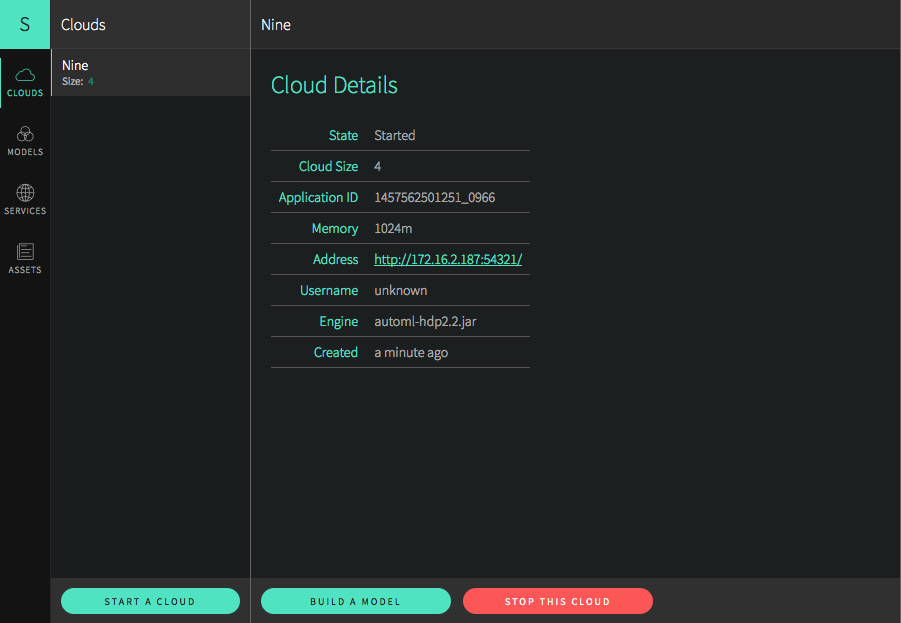 S
Clouds
Nine
CLOUDS
MODELS
SERVICES
ASSETS
Nine
Size: 4
Cloud Details
State Started
Cloud Size 4
Application ID 1457562501251_0966
Memory 1024m
Address http://172.16.2.187:54321/
Username unknown
Engine automl-hdp2.2.jar
Created a minute ago
START A CLOUD
BUILD A MODEL
STOP THIS CLOUD